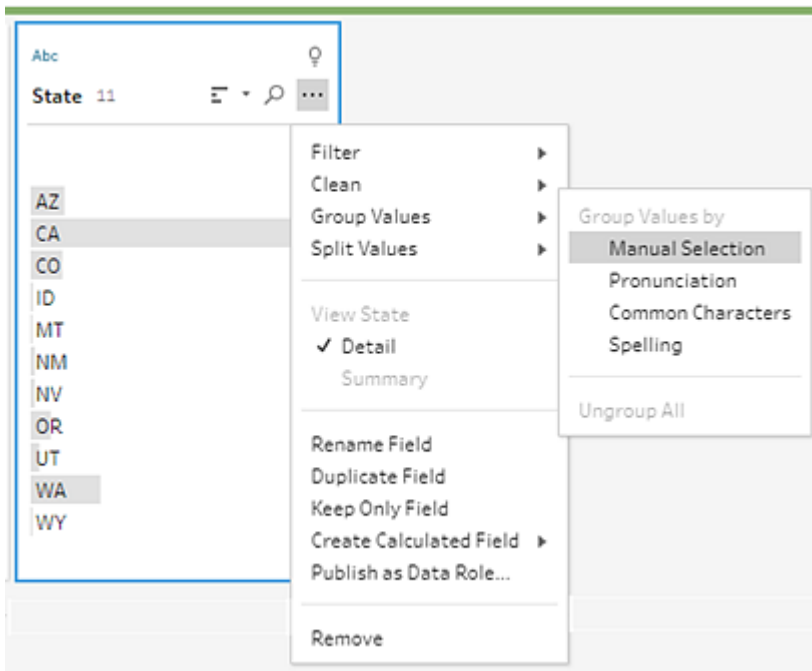 Abc
State 11
AZ
CA
CO
ID
MT
NM
NV
OR
UT
WA
WY
Filter
Clean
Group Values
Split Values
View State
Detail
Summary
Rename Field
Duplicate Field
Keep Only Field
Create Calculated Field
Publish as Data Role...
Remove
Group Values by
Manual Selection
Pronunciation
Common Characters
Spelling
Ungroup All